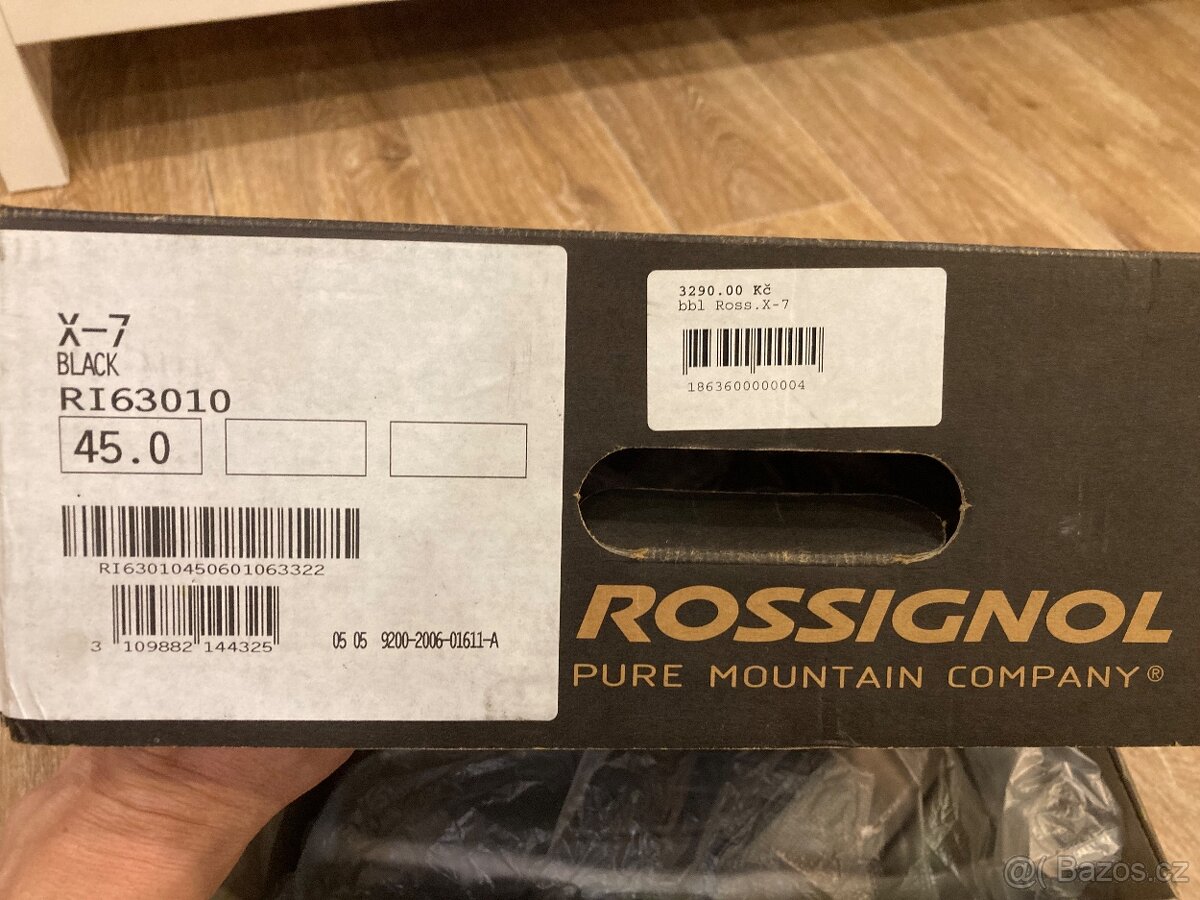 X-7
BLACK
RI63010
45.0
RI63010450601063322
3 109882 144325
05 05 9200-2006-01611-A
3290.00 Kč
bbl Ross.X-7
1863600000004
ROSSIGNOL
PURE MOUNTAIN COMPANY®
@( Bazos.cz